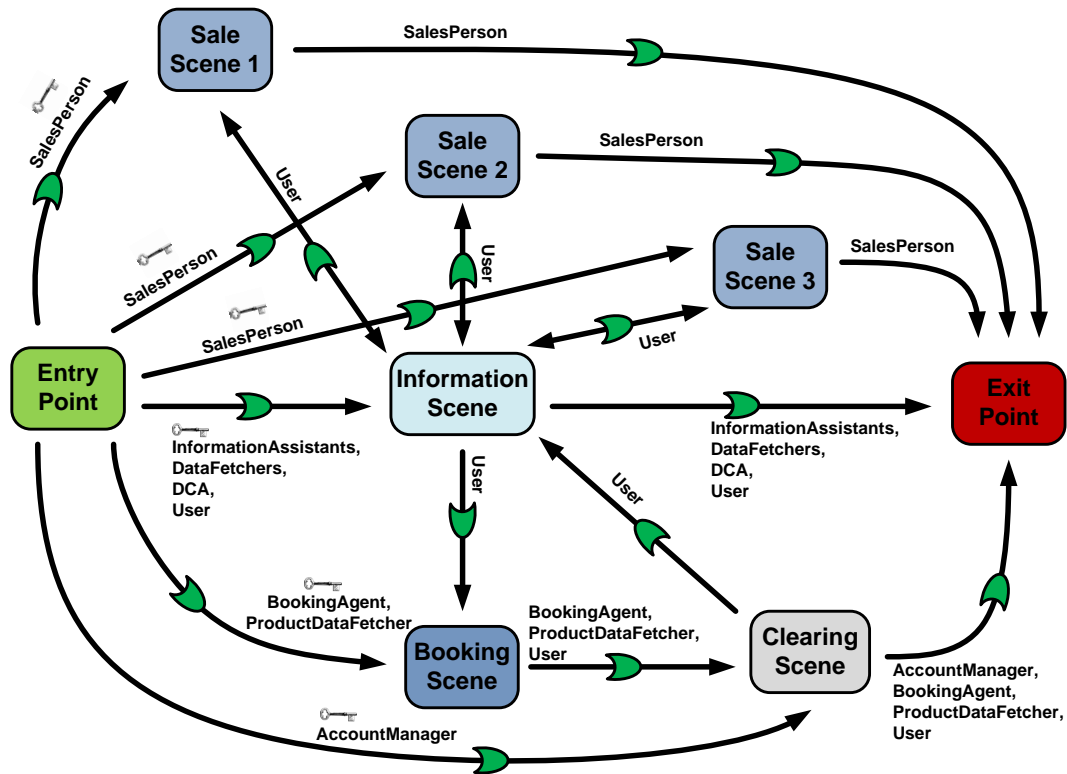 Sale
Scene 1
SalesPerson
SalesPerson
User
Sale
Scene 2
SalesPerson
SalesPerson
User
Sale
Scene 3
SalesPerson
SalesPerson
User
Entry
Point
Information
Scene
Exit
Point
InformationAssistants,
DataFetchers,
DCA,
User
InformationAssistants,
DataFetchers,
DCA,
User
User
User
BookingAgent,
ProductDataFetcher
Booking
Scene
BookingAgent,
ProductDataFetcher,
User
Clearing
Scene
AccountManager,
BookingAgent,
ProductDataFetcher,
User
AccountManager